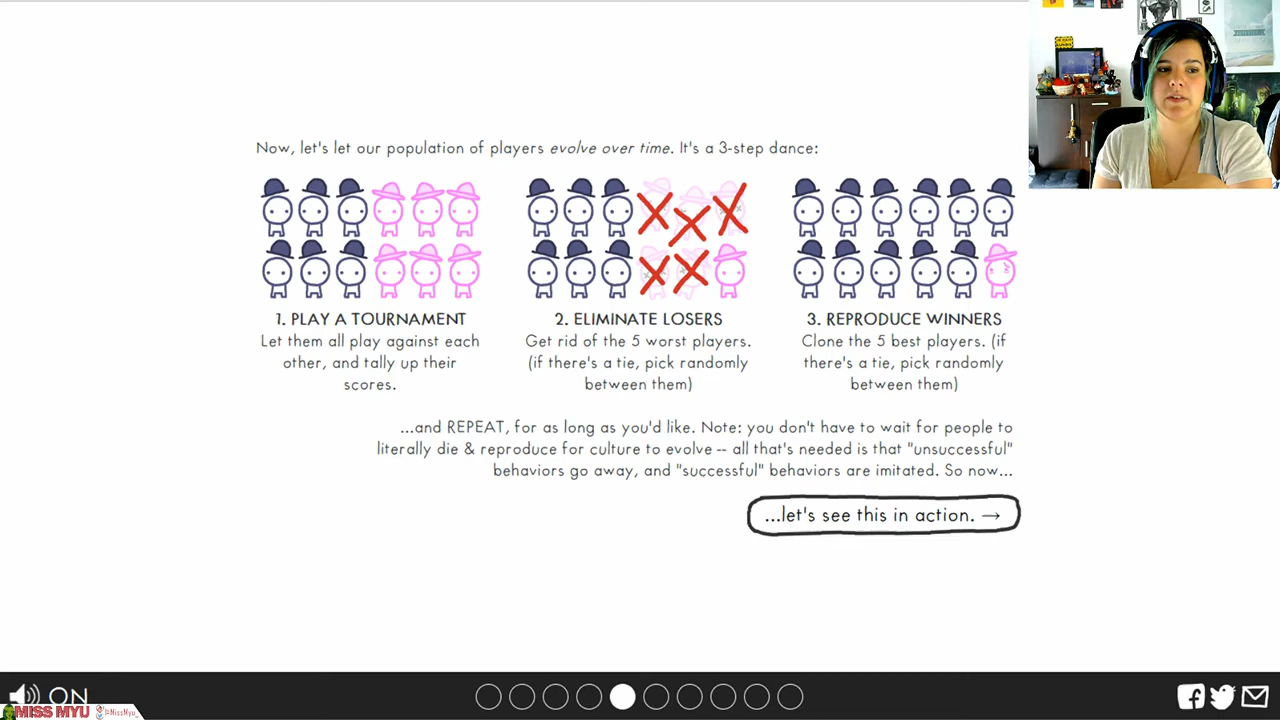 Now, let's let our population of players evolve over time. It's a 3-step dance:
1. PLAY A TOURNAMENT
Let them all play against each
other, and tally up their
scores.
2. ELIMINATE LOSERS
Get rid of the 5 worst players.
(if there's a tie, pick randomly
between them)
3. REPRODUCE WINNERS
Clone the 5 best players. (if
there's a tie, pick randomly
between them)
...and REPEAT, for as long as you'd like. Note: you don't have to wait for people to
literally die & reproduce for culture to evolve -- all that's needed is that "unsuccessful"
behaviors go away, and "successful" behaviors are imitated. So now...
...let's see this in action. →
ON
MISS MYU @MissMyu_